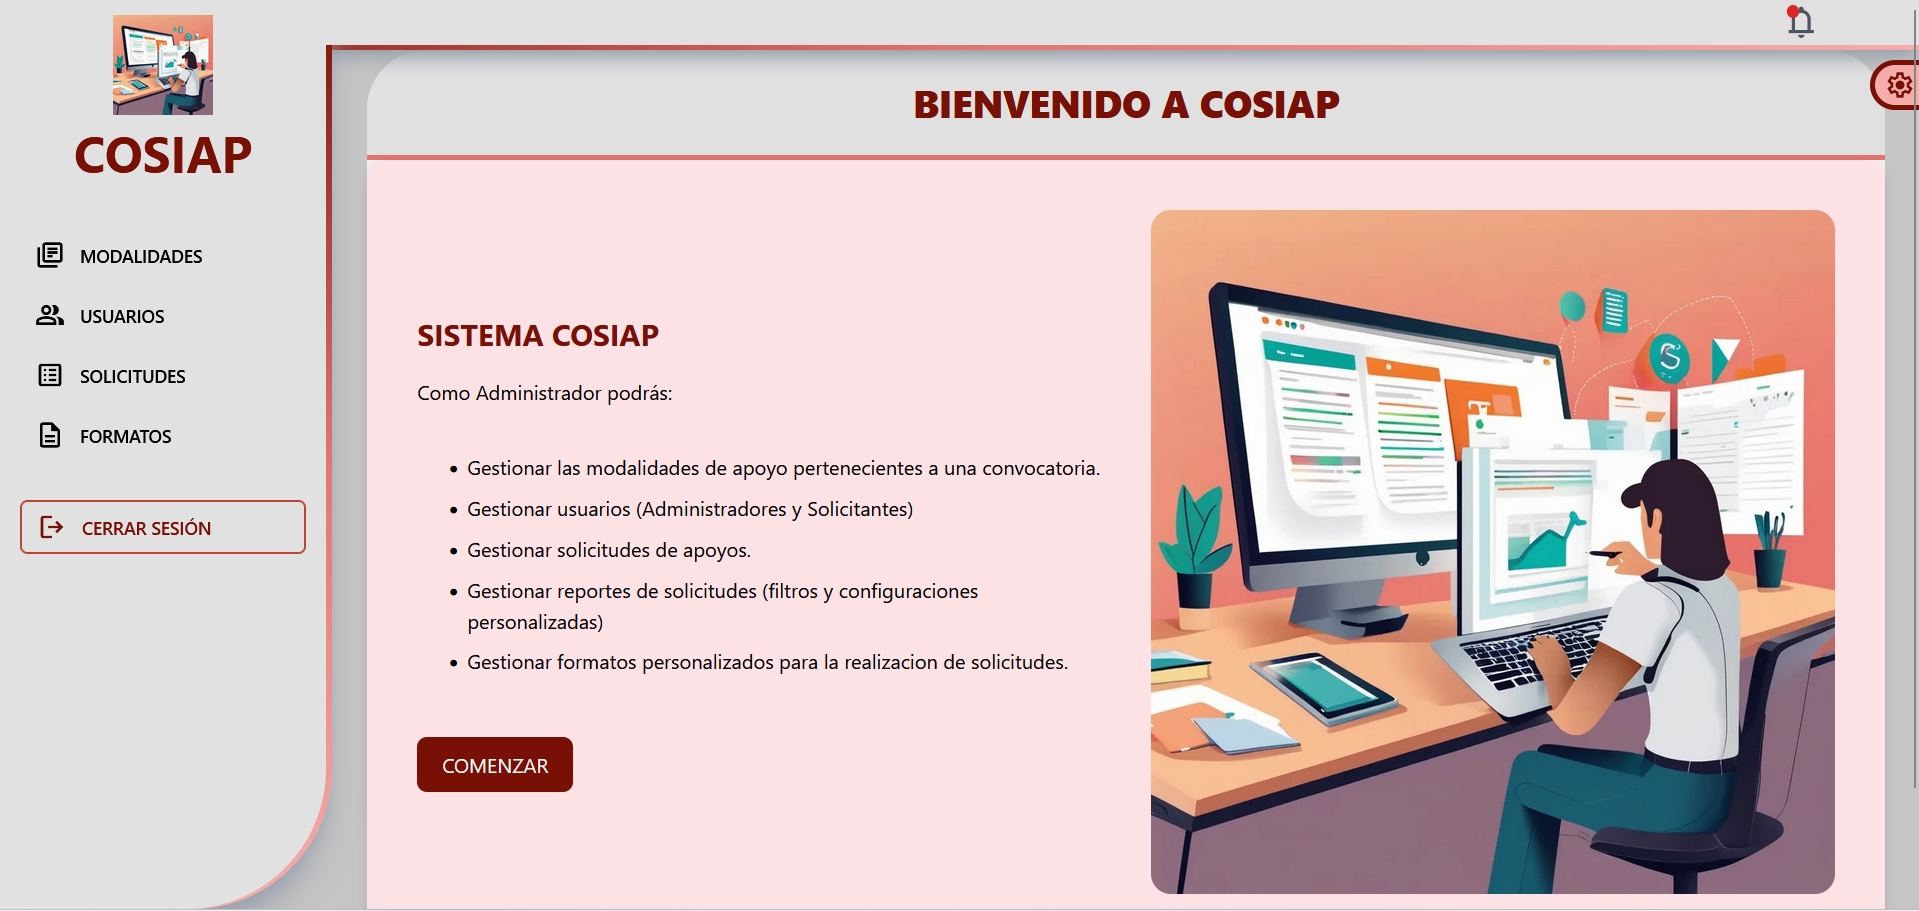 COSIAP
MODALIDADES
USUARIOS
SOLICITUDES
FORMATOS
CERRAR SESIÓN
BIENVENIDO A COSIAP
SISTEMA COSIAP
Como Administrador podrás:
• Gestionar las modalidades de apoyo pertenecientes a una convocatoria.
• Gestionar usuarios (Administradores y Solicitantes)
• Gestionar solicitudes de apoyos.
• Gestionar reportes de solicitudes (filtros y configuraciones
personalizadas)
• Gestionar formatos personalizados para la realizacion de solicitudes.
COMENZAR